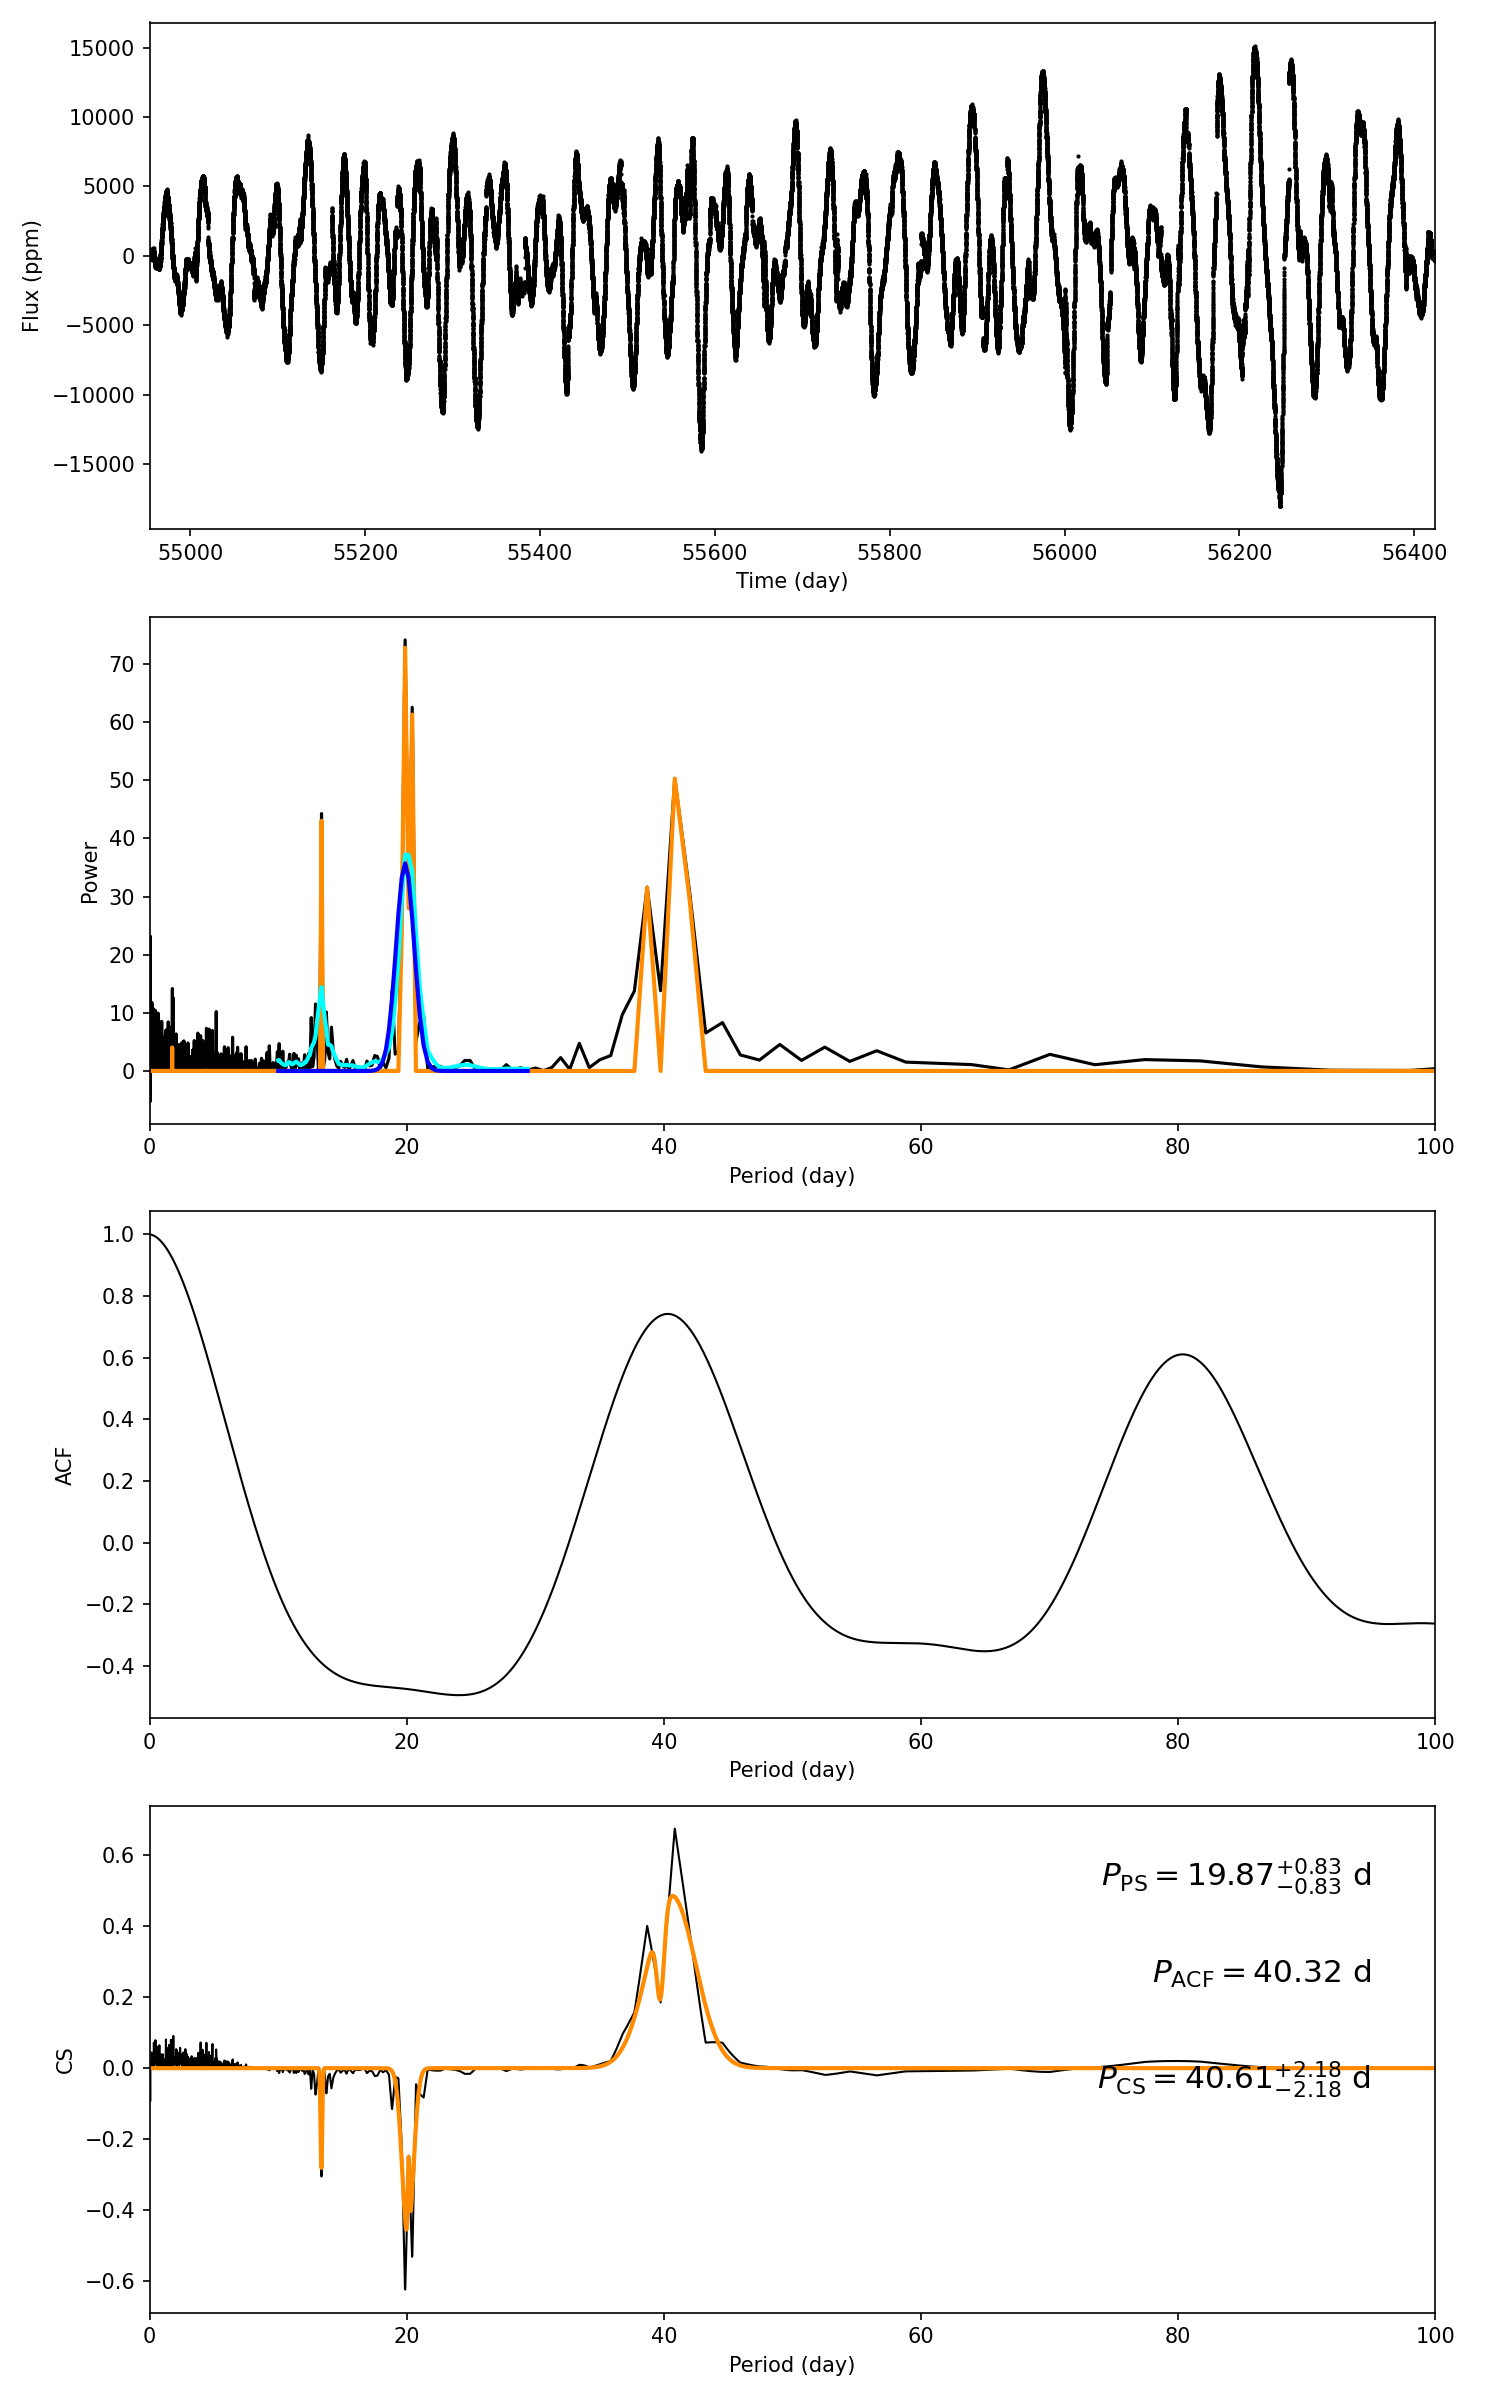 15000
10000
5000
0
−5000
−10000
−15000
Flux (ppm)
55000 55200 55400 55600 55800 56000 56200 56400
Time (day)
70
60
50
40
30
20
10
0
Power
0 20 40 60 80 100
Period (day)
1.0
0.8
0.6
0.4
0.2
0.0
−0.2
−0.4
ACF
0 20 40 60 80 100
Period (day)
0.6
0.4
0.2
0.0
−0.2
−0.4
−0.6
CS
P_PS = 19.87 +0.83 −0.83 d
P_ACF = 40.32 d
P_CS = 40.61 +2.18 −2.18 d
0 20 40 60 80 100
Period (day)